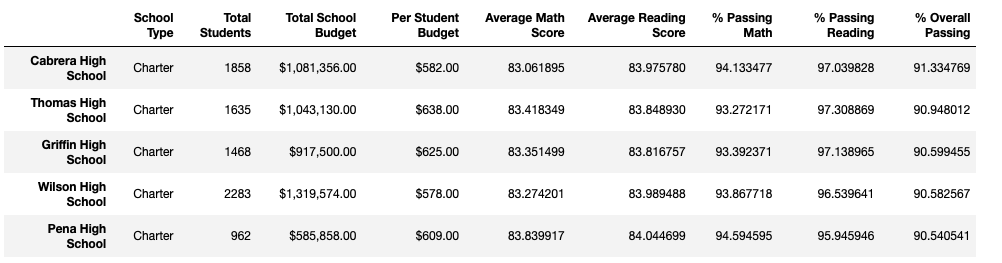 School Type Total Students Total School Budget Per Student Budget Average Math Score Average Reading Score % Passing Math % Passing Reading % Overall Passing
Cabrera High School Charter 1858 $1,081,356.00 $582.00 83.061895 83.975780 94.133477 97.039828 91.334769
Thomas High School Charter 1635 $1,043,130.00 $638.00 83.418349 83.848930 93.272171 97.308869 90.948012
Griffin High School Charter 1468 $917,500.00 $625.00 83.351499 83.816757 93.392371 97.138965 90.599455
Wilson High School Charter 2283 $1,319,574.00 $578.00 83.274201 83.989488 93.867718 96.539641 90.582567
Pena High School Charter 962 $585,858.00 $609.00 83.839917 84.044699 94.594595 95.945946 90.540541